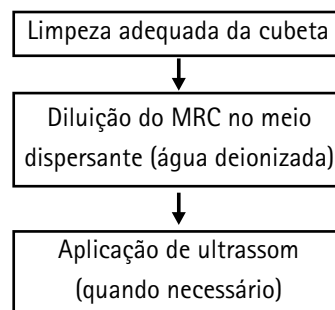 Limpeza adequada da cubeta
Diluição do MRC no meio
dispersante (água deionizada)
Aplicação de ultrassom
(quando necessário)